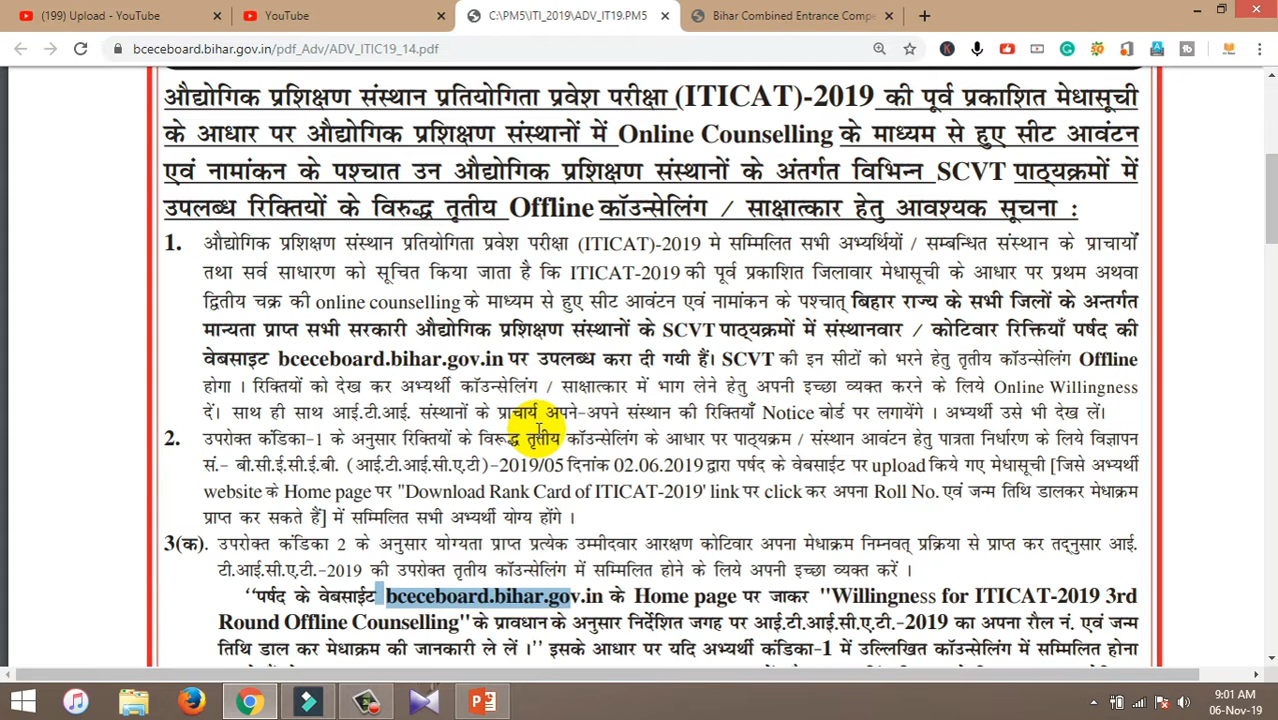 (199) Upload - YouTube
YouTube
C:\PM5\ITI_2019\ADV_IT19.PM5
Bihar Combined Entrance Compe
bceceboard.bihar.gov.in/pdf_Adv/ADV_ITIC19_14.pdf
औद्योगिक प्रशिक्षण संस्थान प्रतियोगिता प्रवेश परीक्षा (ITICAT)-2019 की पूर्व प्रकाशित मेधासूची
के आधार पर औद्योगिक प्रशिक्षण संस्थानों में Online Counselling के माध्यम से हुए सीट आवंटन
एवं नामांकन के पश्चात उन औद्योगिक प्रशिक्षण संस्थानों के अंतर्गत विभिन्न SCVT पाठ्यक्रमों में
उपलब्ध रिक्तियों के विरुद्ध तृतीय Offline कॉउन्सेलिंग / साक्षात्कार हेतु आवश्यक सूचना :
1. औद्योगिक प्रशिक्षण संस्थान प्रतियोगिता प्रवेश परीक्षा (ITICAT)-2019 मे सम्मिलित सभी अभ्यर्थियों / सम्बन्धित संस्थान के प्राचार्यों
तथा सर्व साधारण को सूचित किया जाता है कि ITICAT-2019 की पूर्व प्रकाशित जिलावार मेधासूची के आधार पर प्रथम अथवा
द्वितीय चक्र की online counselling के माध्यम से हुए सीट आवंटन एवं नामांकन के पश्चात् बिहार राज्य के सभी जिलों के अन्तर्गत
मान्यता प्राप्त सभी सरकारी औद्योगिक प्रशिक्षण संस्थानों के SCVT पाठ्यक्रमों में संस्थानवार / कोटिवार रिक्तियाँ पर्षद की
वेबसाइट bceceboard.bihar.gov.in पर उपलब्ध करा दी गयी हैं। SCVT की इन सीटों को भरने हेतु तृतीय कॉउन्सेलिंग Offline
होगा । रिक्तियों को देख कर अभ्यर्थी कॉउन्सेलिंग / साक्षात्कार में भाग लेने हेतु अपनी इच्छा व्यक्त करने के लिये Online Willingness
दें। साथ ही साथ आई.टी.आई. संस्थानों के प्राचार्य अपने-अपने संस्थान की रिक्तियाँ Notice बोर्ड पर लगायेंगे । अभ्यर्थी उसे भी देख लें।
2. उपरोक्त कंडिका-1 के अनुसार रिक्तियों के विरूद्ध तृतीय कॉउन्सेलिंग के आधार पर पाठ्यक्रम / संस्थान आवंटन हेतु पात्रता निर्धारण के लिये विज्ञापन
सं.- बी.सी.ई.सी.ई.बी. (आई.टी.आई.सी.ए.टी)-2019/05 दिनांक 02.06.2019 द्वारा पर्षद के वेबसाईट पर upload किये गए मेधासूची [जिसे अभ्यर्थी
website के Home page पर "Download Rank Card of ITICAT-2019' link पर click कर अपना Roll No. एवं जन्म तिथि डालकर मेधाक्रम
प्राप्त कर सकते हैं] में सम्मिलित सभी अभ्यर्थी योग्य होंगे ।
3(क). उपरोक्त कंडिका 2 के अनुसार योग्यता प्राप्त प्रत्येक उम्मीदवार आरक्षण कोटिवार अपना मेधाक्रम निम्नवत् प्रक्रिया से प्राप्त कर तद्नुसार आई.
टी.आई.सी.ए.टी.-2019 की उपरोक्त तृतीय कॉउन्सेलिंग में सम्मिलित होने के लिये अपनी इच्छा व्यक्त करें ।
"पर्षद के वेबसाईट bceceboard.bihar.gov.in के Home page पर जाकर "Willingness for ITICAT-2019 3rd
Round Offline Counselling" के प्रावधान के अनुसार निर्देशित जगह पर आई.टी.आई.सी.ए.टी.-2019 का अपना रौल नं. एवं जन्म
तिथि डाल कर मेधाक्रम की जानकारी ले लें ।" इसके आधार पर यदि अभ्यर्थी कंडिका-1 में उल्लिखित कॉउन्सेलिंग में सम्मिलित होना
9:01 AM
06-Nov-19